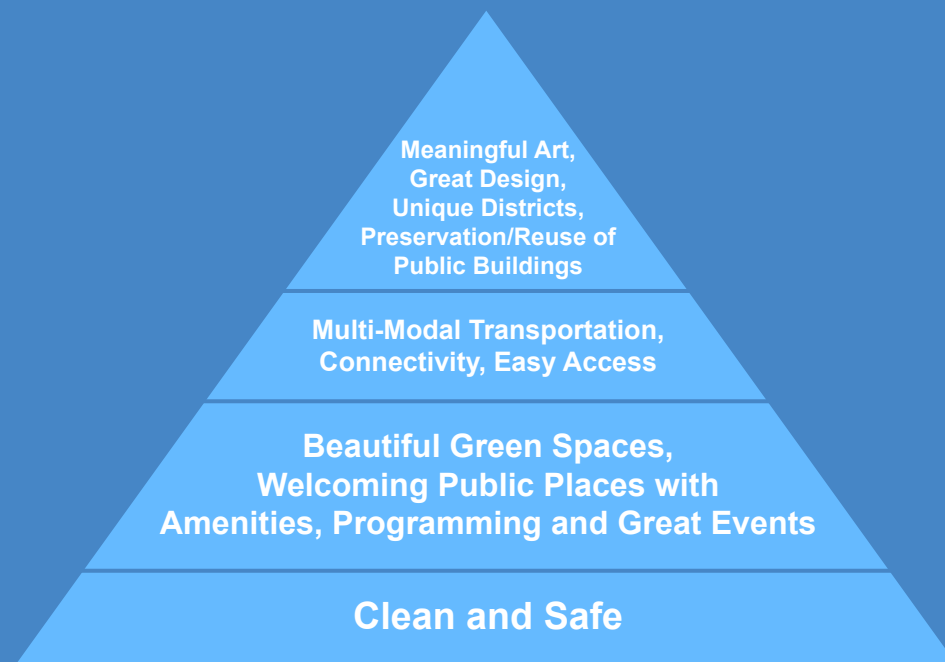 Meaningful Art,
Great Design,
Unique Districts,
Preservation/Reuse of
Public Buildings
Multi-Modal Transportation,
Connectivity, Easy Access
Beautiful Green Spaces,
Welcoming Public Places with
Amenities, Programming and Great Events
Clean and Safe